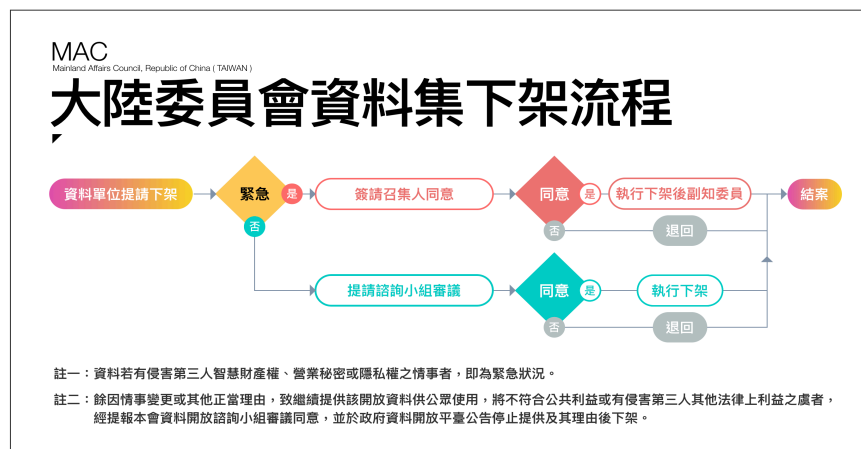 MAC
Mainland Affairs Council, Republic of China ( TAIWAN )
大陸委員會資料集下架流程
資料單位提請下架
緊急
是
簽請召集人同意
同意
是
執行下架後副知委員
結案
否
否
退回
提請諮詢小組審議
同意
是
執行下架
否
退回
註一：資料若有侵害第三人智慧財產權、營業秘密或隱私權之情事者，即為緊急狀況。
註二：餘因情事變更或其他正當理由，致繼續提供該開放資料供公眾使用，將不符合公共利益或有侵害第三人其他法律上利益之虞者，
經提報本會資料開放諮詢小組審議同意，並於政府資料開放平臺公告停止提供及其理由後下架。